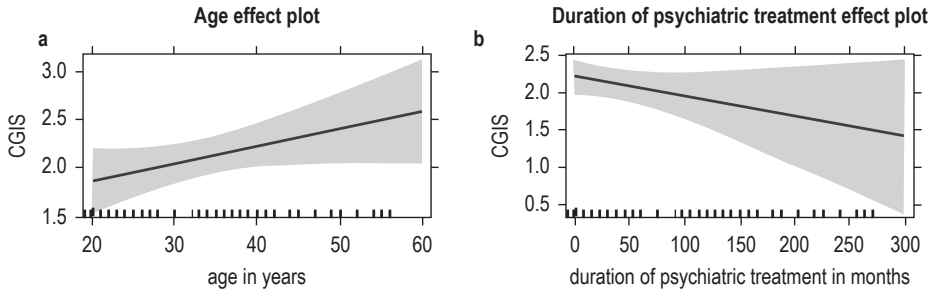 Age effect plot
a
CGIS
3.0
2.5
2.0
1.5
20 30 40 50 60
age in years
Duration of psychiatric treatment effect plot
b
CGIS
2.5
2.0
1.5
1.0
0.5
0 50 100 150 200 250 300
duration of psychiatric treatment in months